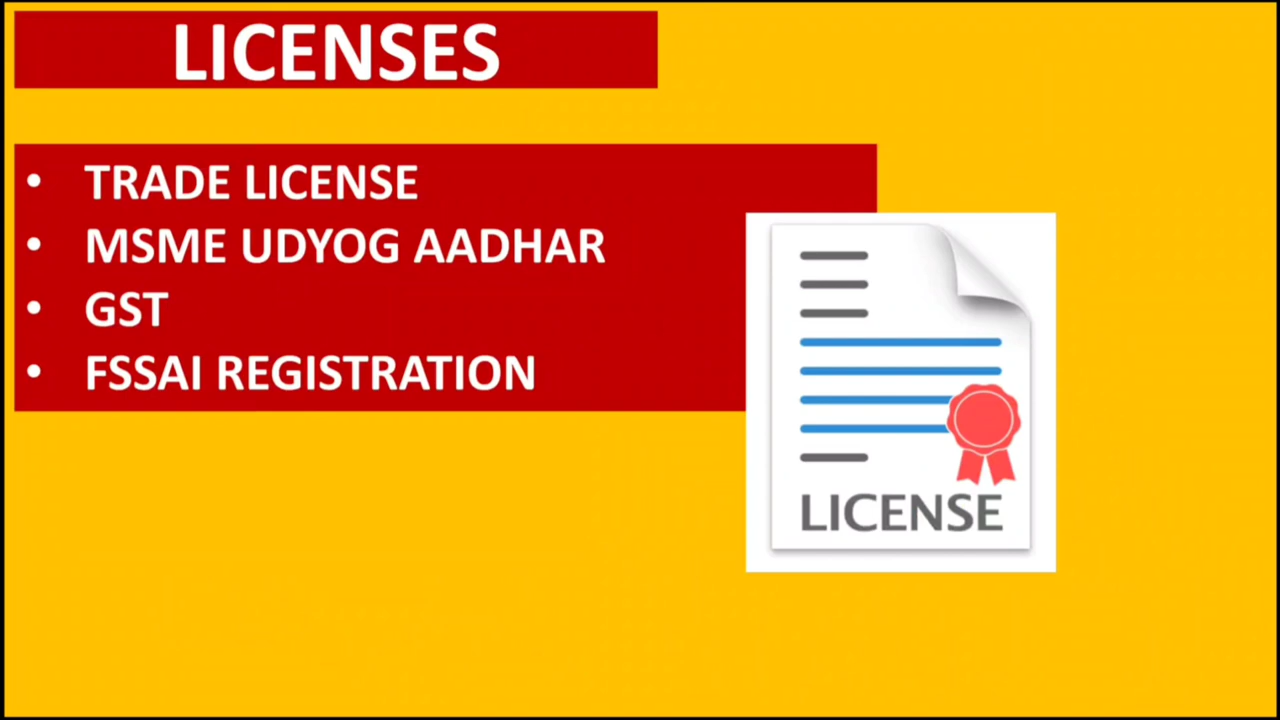 LICENSES
• TRADE LICENSE
• MSME UDYOG AADHAR
• GST
• FSSAI REGISTRATION
LICENSE